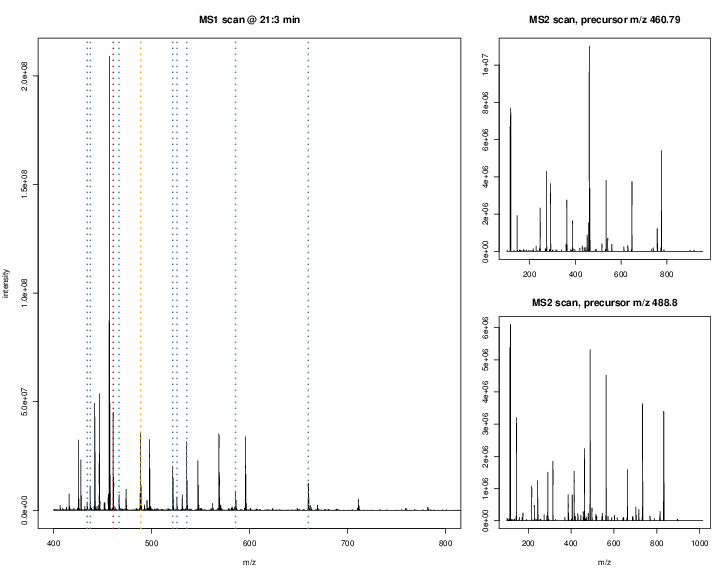 MS1 scan @ 21:3 min
intensity
0.0e+00 5.0e+07 1.0e+08 1.5e+08 2.0e+08
400 500 600 700 800
m/z
MS2 scan, precursor m/z 460.79
0e+00 2e+06 4e+06 6e+06 8e+06 1e+07
200 400 600 800
MS2 scan, precursor m/z 488.8
0e+00 1e+06 2e+06 3e+06 4e+06 5e+06 6e+06
200 400 600 800 1000
m/z